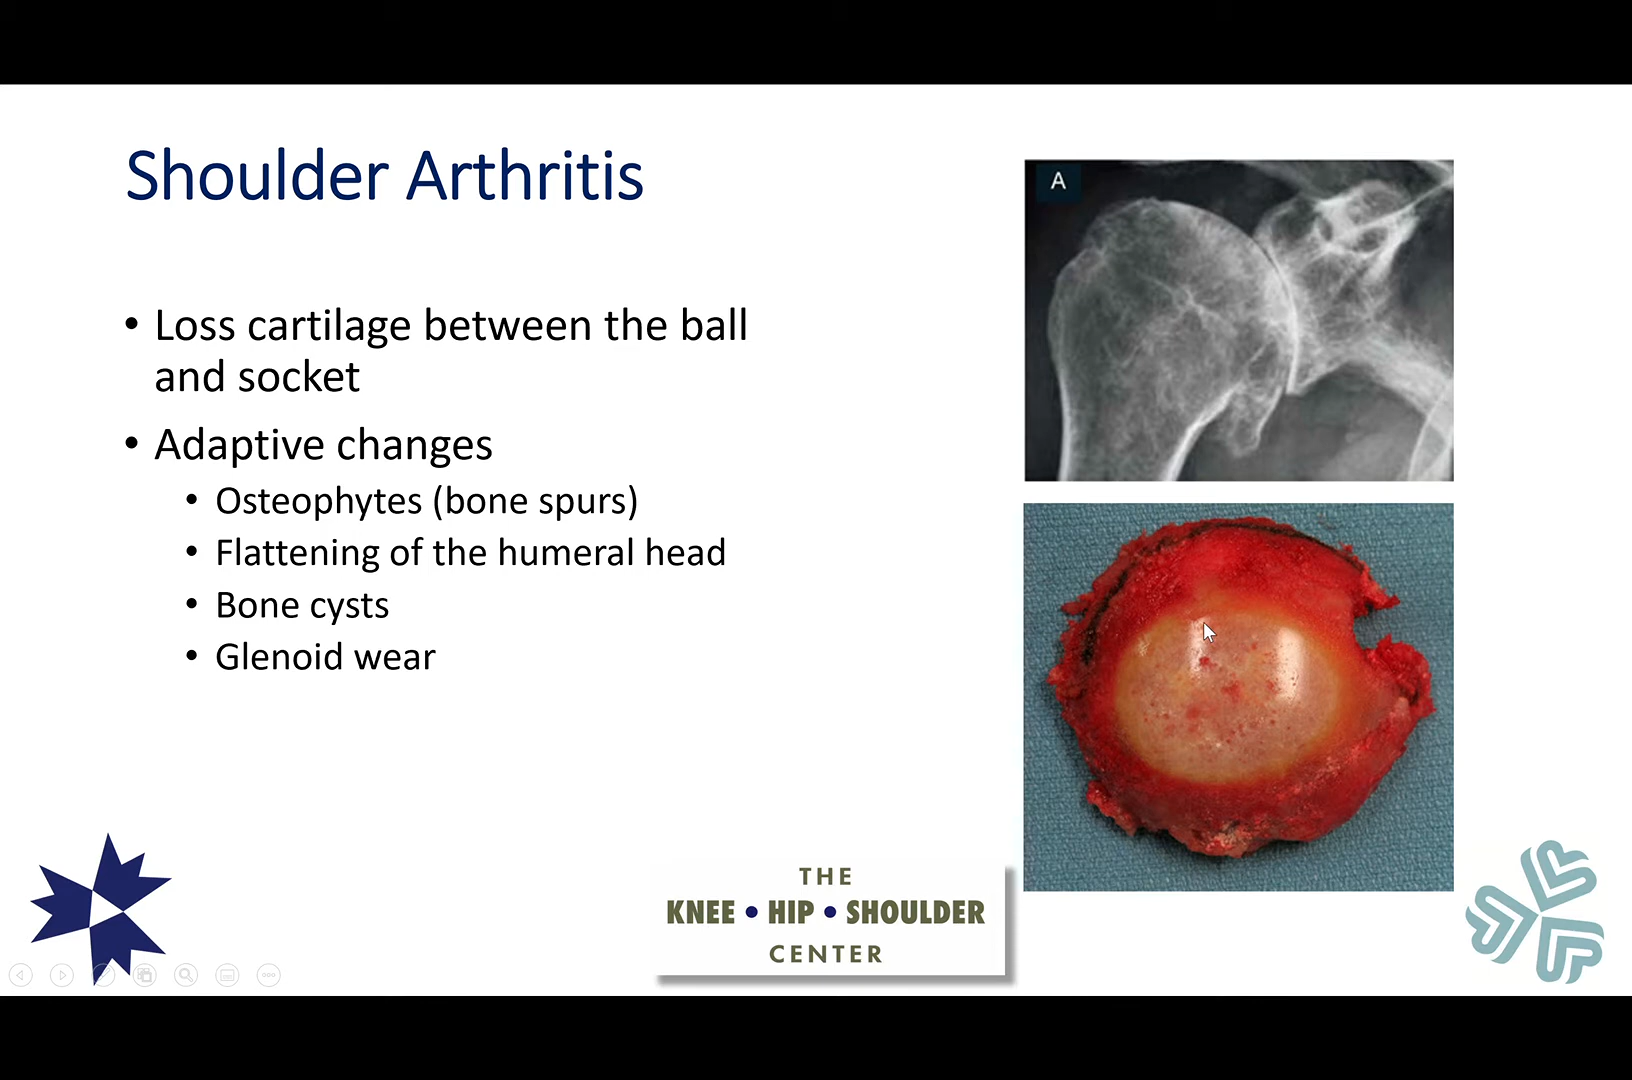 Shoulder Arthritis
• Loss cartilage between the ball
and socket
• Adaptive changes
• Osteophytes (bone spurs)
• Flattening of the humeral head
• Bone cysts
• Glenoid wear
A
THE
KNEE • HIP • SHOULDER
CENTER